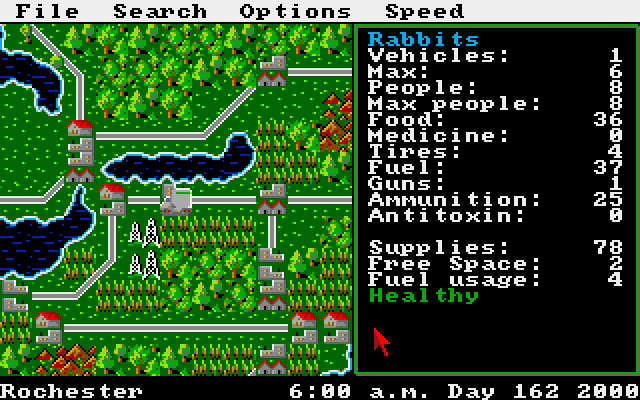 File Search Options Speed
Rabbits
Vehicles: 1
Max: 6
People: 8
Max people: 8
Food: 36
Medicine: 0
Tires: 4
Fuel: 37
Guns: 1
Ammunition: 25
Antitoxin: 0
Supplies: 78
Free Space: 2
Fuel usage: 4
Healthy
Rochester 6:00 a.m. Day 162 2000